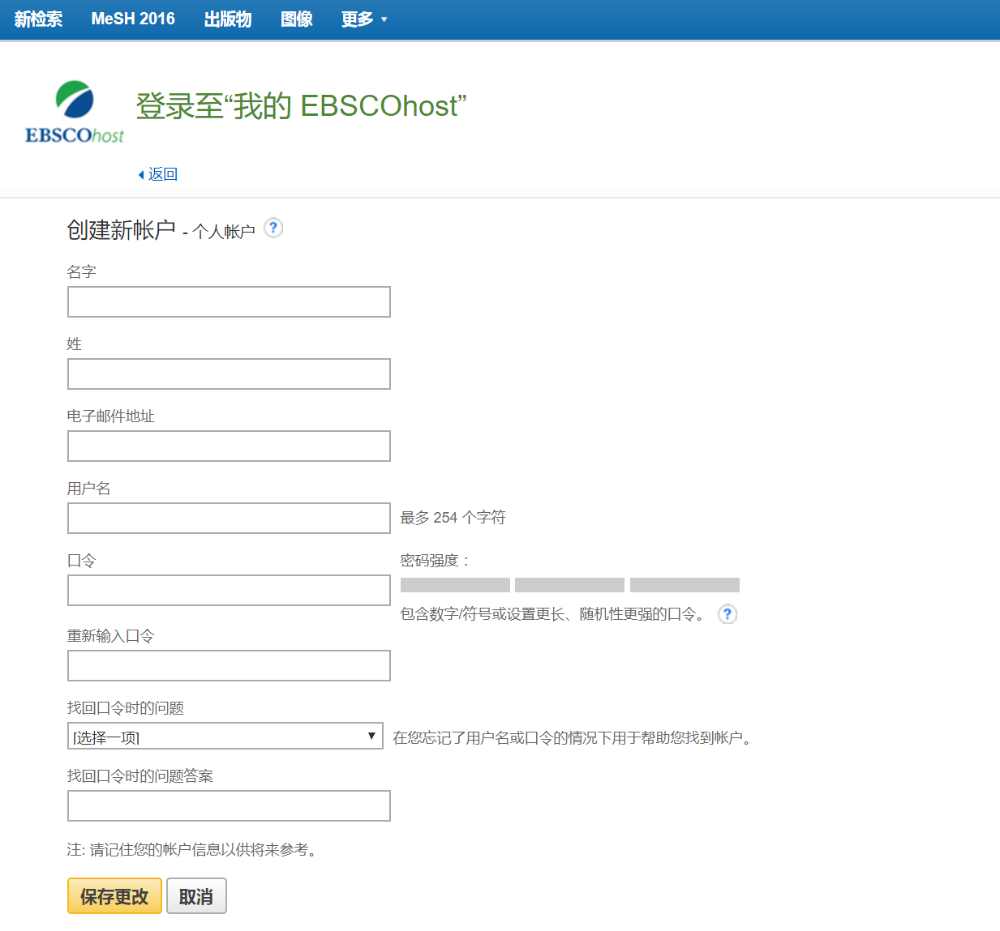 新检索 MeSH 2016 出版物 图像 更多
登录至“我的 EBSCOhost”
EBSCOhost
返回
创建新帐户 - 个人帐户 ?
名字
姓
电子邮件地址
用户名
最多 254 个字符
口令 密码强度：
包含数字/符号或设置更长、随机性更强的口令。 ?
重新输入口令
找回口令时的问题
[选择一项] 在您忘记了用户名或口令的情况下用于帮助您找到帐户。
找回口令时的问题答案
注: 请记住您的帐户信息以供将来参考。
保存更改 取消